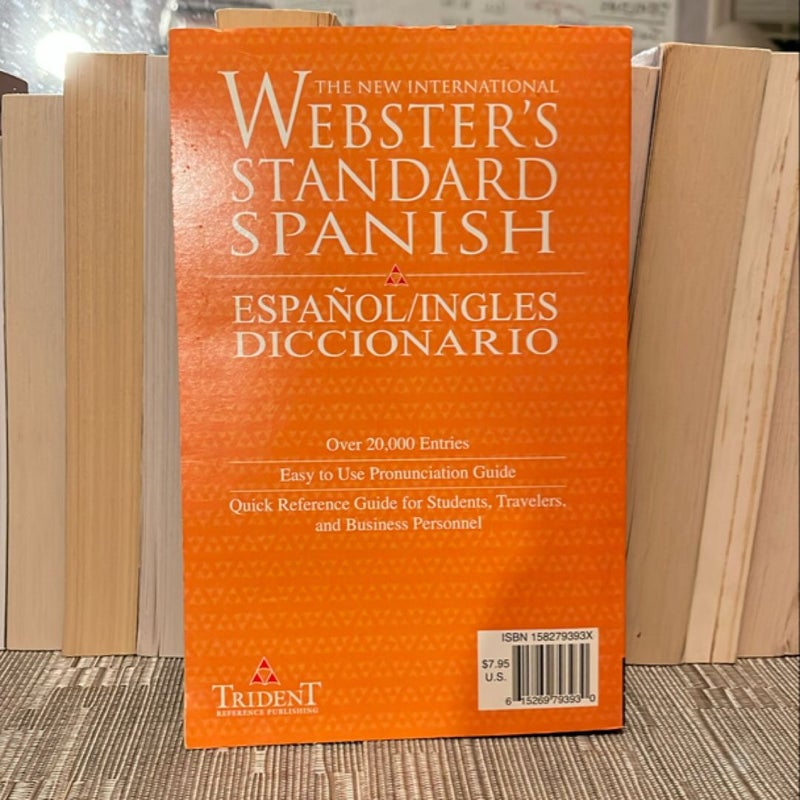 THE NEW INTERNATIONAL
WEBSTER'S
STANDARD
SPANISH
ESPAÑOL/INGLES
DICCIONARIO
Over 20,000 Entries
Easy to Use Pronunciation Guide
Quick Reference Guide for Students, Travelers,
and Business Personnel
ISBN 158279393X
$7.95
U.S.
6 15269 79393 0
TRIDENT
REFERENCE PUBLISHING